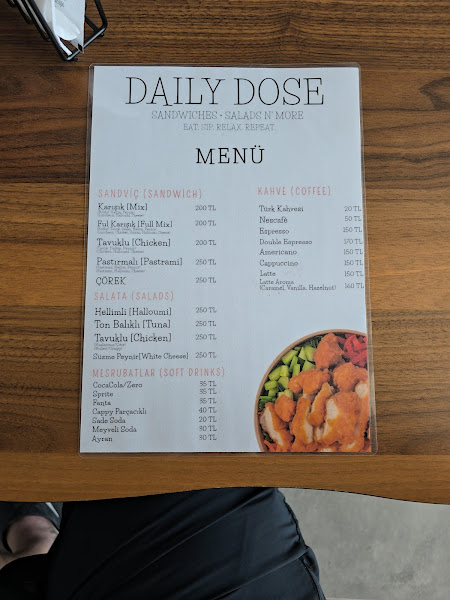 DAILY DOSE
SANDWICHES • SALADS N' MORE
EAT. SIP. RELAX. REPEAT.
MENÜ
SANDVİÇ (SANDWİCH)
Karışık [Mix] 200 TL
Ful Karışık [Full Mix] 200 TL
Tavuklu [Chicken] 200 TL
Pastırmalı [Pastrami] 250 TL
ÇÖREK 250 TL
SALATA (SALADS)
Hellimli [Halloumi] 250 TL
Ton Balıklı [Tuna] 250 TL
Tavuklu [Chicken] 250 TL
Süzme Peynir[White Cheese] 250 TL
MEŞRUBATLAR (SOFT DRINKS)
CocaCola/Zero 35 TL
Sprite 35 TL
Fanta 35 TL
Cappy Parçacıklı 40 TL
Sade Soda 20 TL
Meyveli Soda 30 TL
Ayran 30 TL
KAHVE (COFFEE)
Türk Kahvesi 20 TL
Nescafè 50 TL
Espresso 150 TL
Double Espresso 170 TL
Americano 150 TL
Cappuccino 150 TL
Latte 150 TL
Latte Aroma
(Caramel, Vanilla, Hazelnut) 160 TL